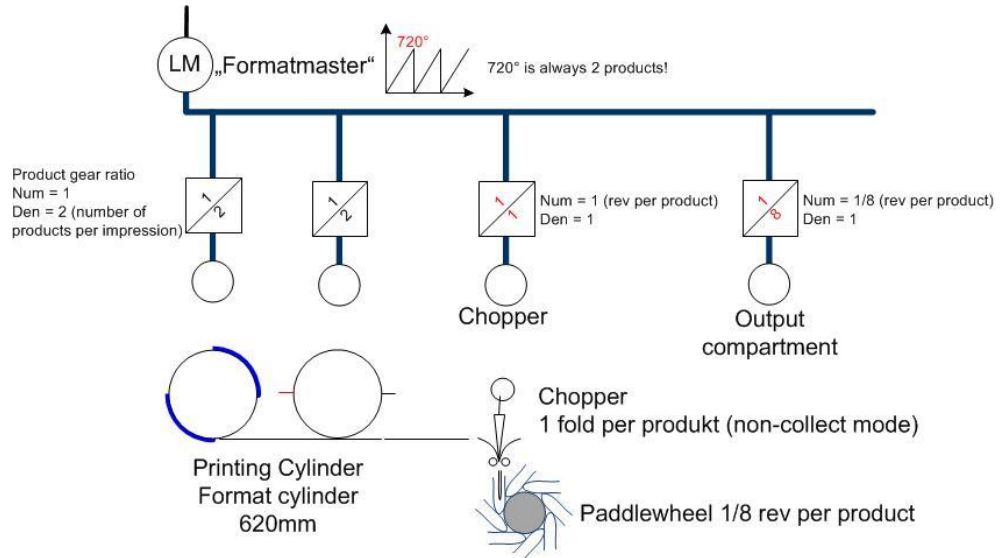 LM
„Formatmaster“
720°
720° is always 2 products!
Product gear ratio
Num = 1
Den = 2 (number of
products per impression)
1
2
1
2
1
1
Num = 1 (rev per product)
Den = 1
1
8
Num = 1/8 (rev per product)
Den = 1
Chopper
Output
compartment
Printing Cylinder
Format cylinder
620mm
Chopper
1 fold per produkt (non-collect mode)
Paddlewheel 1/8 rev per product